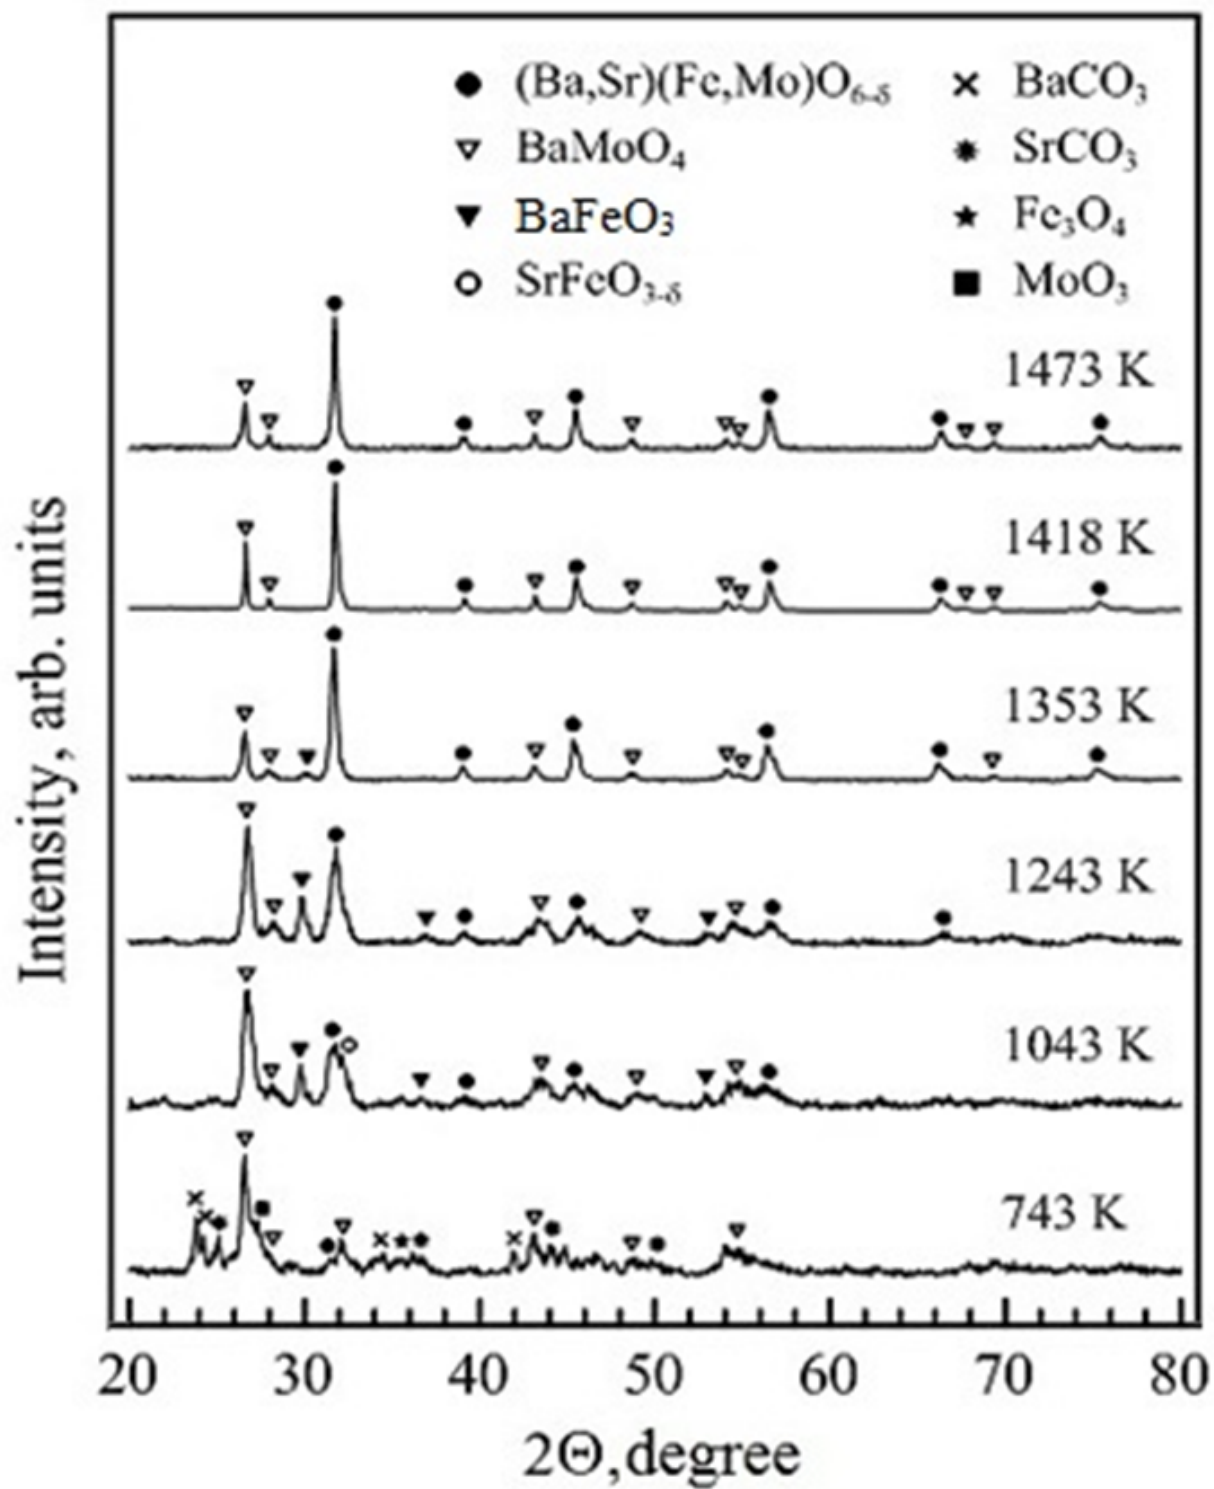 (Ba,Sr)(Fe,Mo)O₆₋δ
BaMoO₄
BaFeO₃
SrFeO₃₋δ
BaCO₃
SrCO₃
Fe₃O₄
MoO₃
1473 K
1418 K
1353 K
1243 K
1043 K
743 K
Intensity, arb. units
20 30 40 50 60 70 80
2Θ, degree